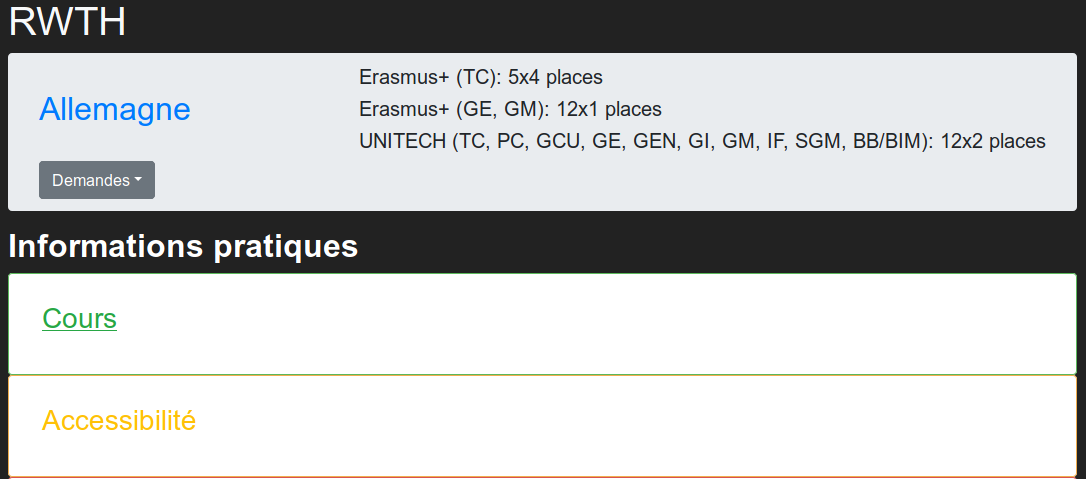 RWTH
Allemagne
Erasmus+ (TC): 5x4 places
Erasmus+ (GE, GM): 12x1 places
UNITECH (TC, PC, GCU, GE, GEN, GI, GM, IF, SGM, BB/BIM): 12x2 places
Demandes
Informations pratiques
Cours
Accessibilité